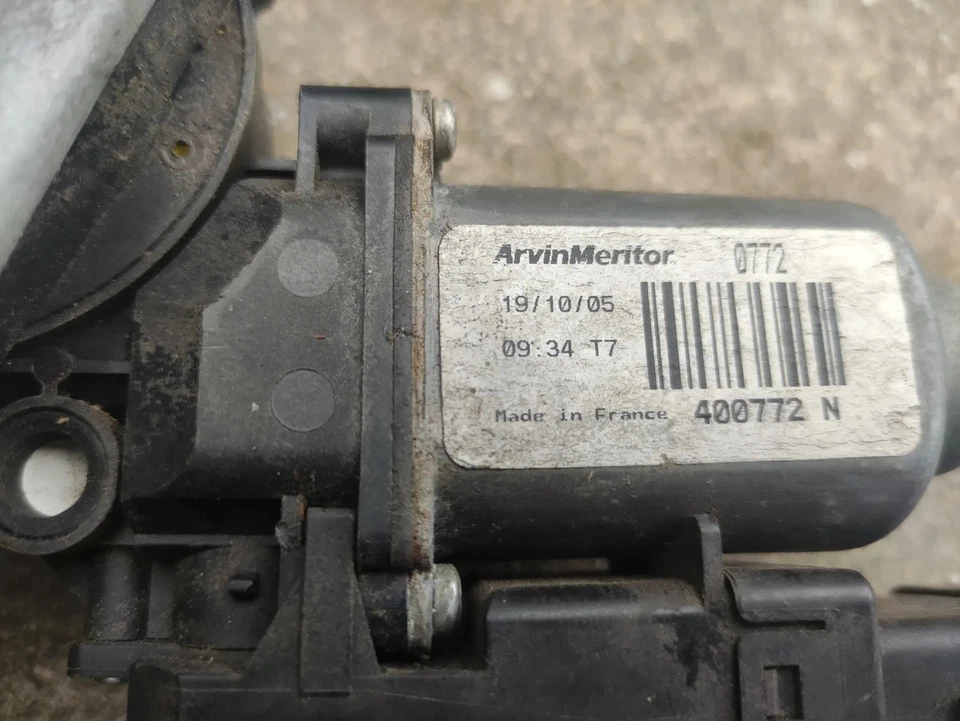 ArvinMeritor 0772
19/10/05
09:34 T7
Made in France 400772 N